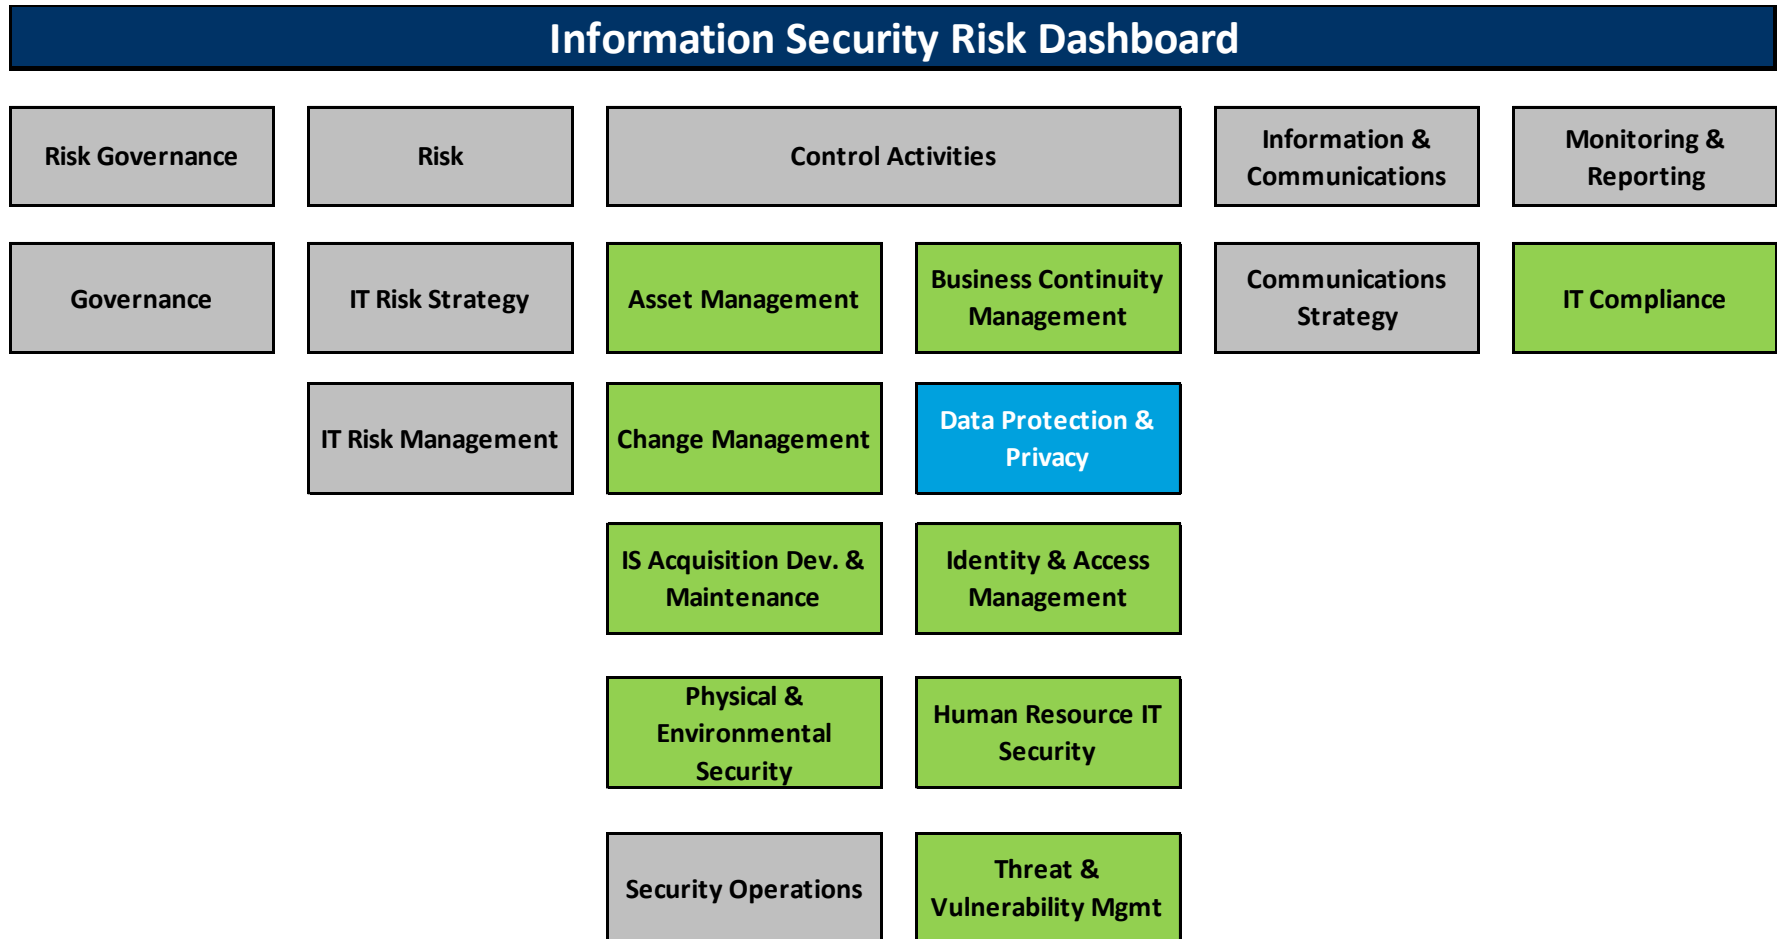 Information Security Risk Dashboard
Risk Governance
Risk
Control Activities
Information &
Communications
Monitoring &
Reporting
Governance
IT Risk Strategy
Asset Management
Business Continuity
Management
Communications
Strategy
IT Compliance
IT Risk Management
Change Management
Data Protection &
Privacy
IS Acquisition Dev. &
Maintenance
Identity & Access
Management
Physical &
Environmental
Security
Human Resource IT
Security
Security Operations
Threat &
Vulnerability Mgmt